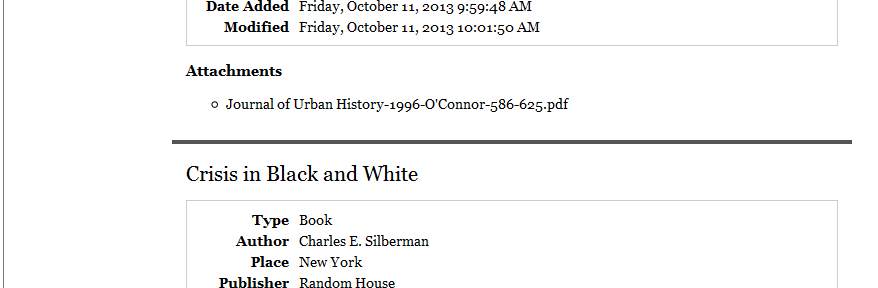 Date Added Friday, October 11, 2013 9:59:48 AM
Modified Friday, October 11, 2013 10:01:50 AM
Attachments
Journal of Urban History-1996-O'Connor-586-625.pdf
Crisis in Black and White
Type Book
Author Charles E. Silberman
Place New York
Publisher Random House